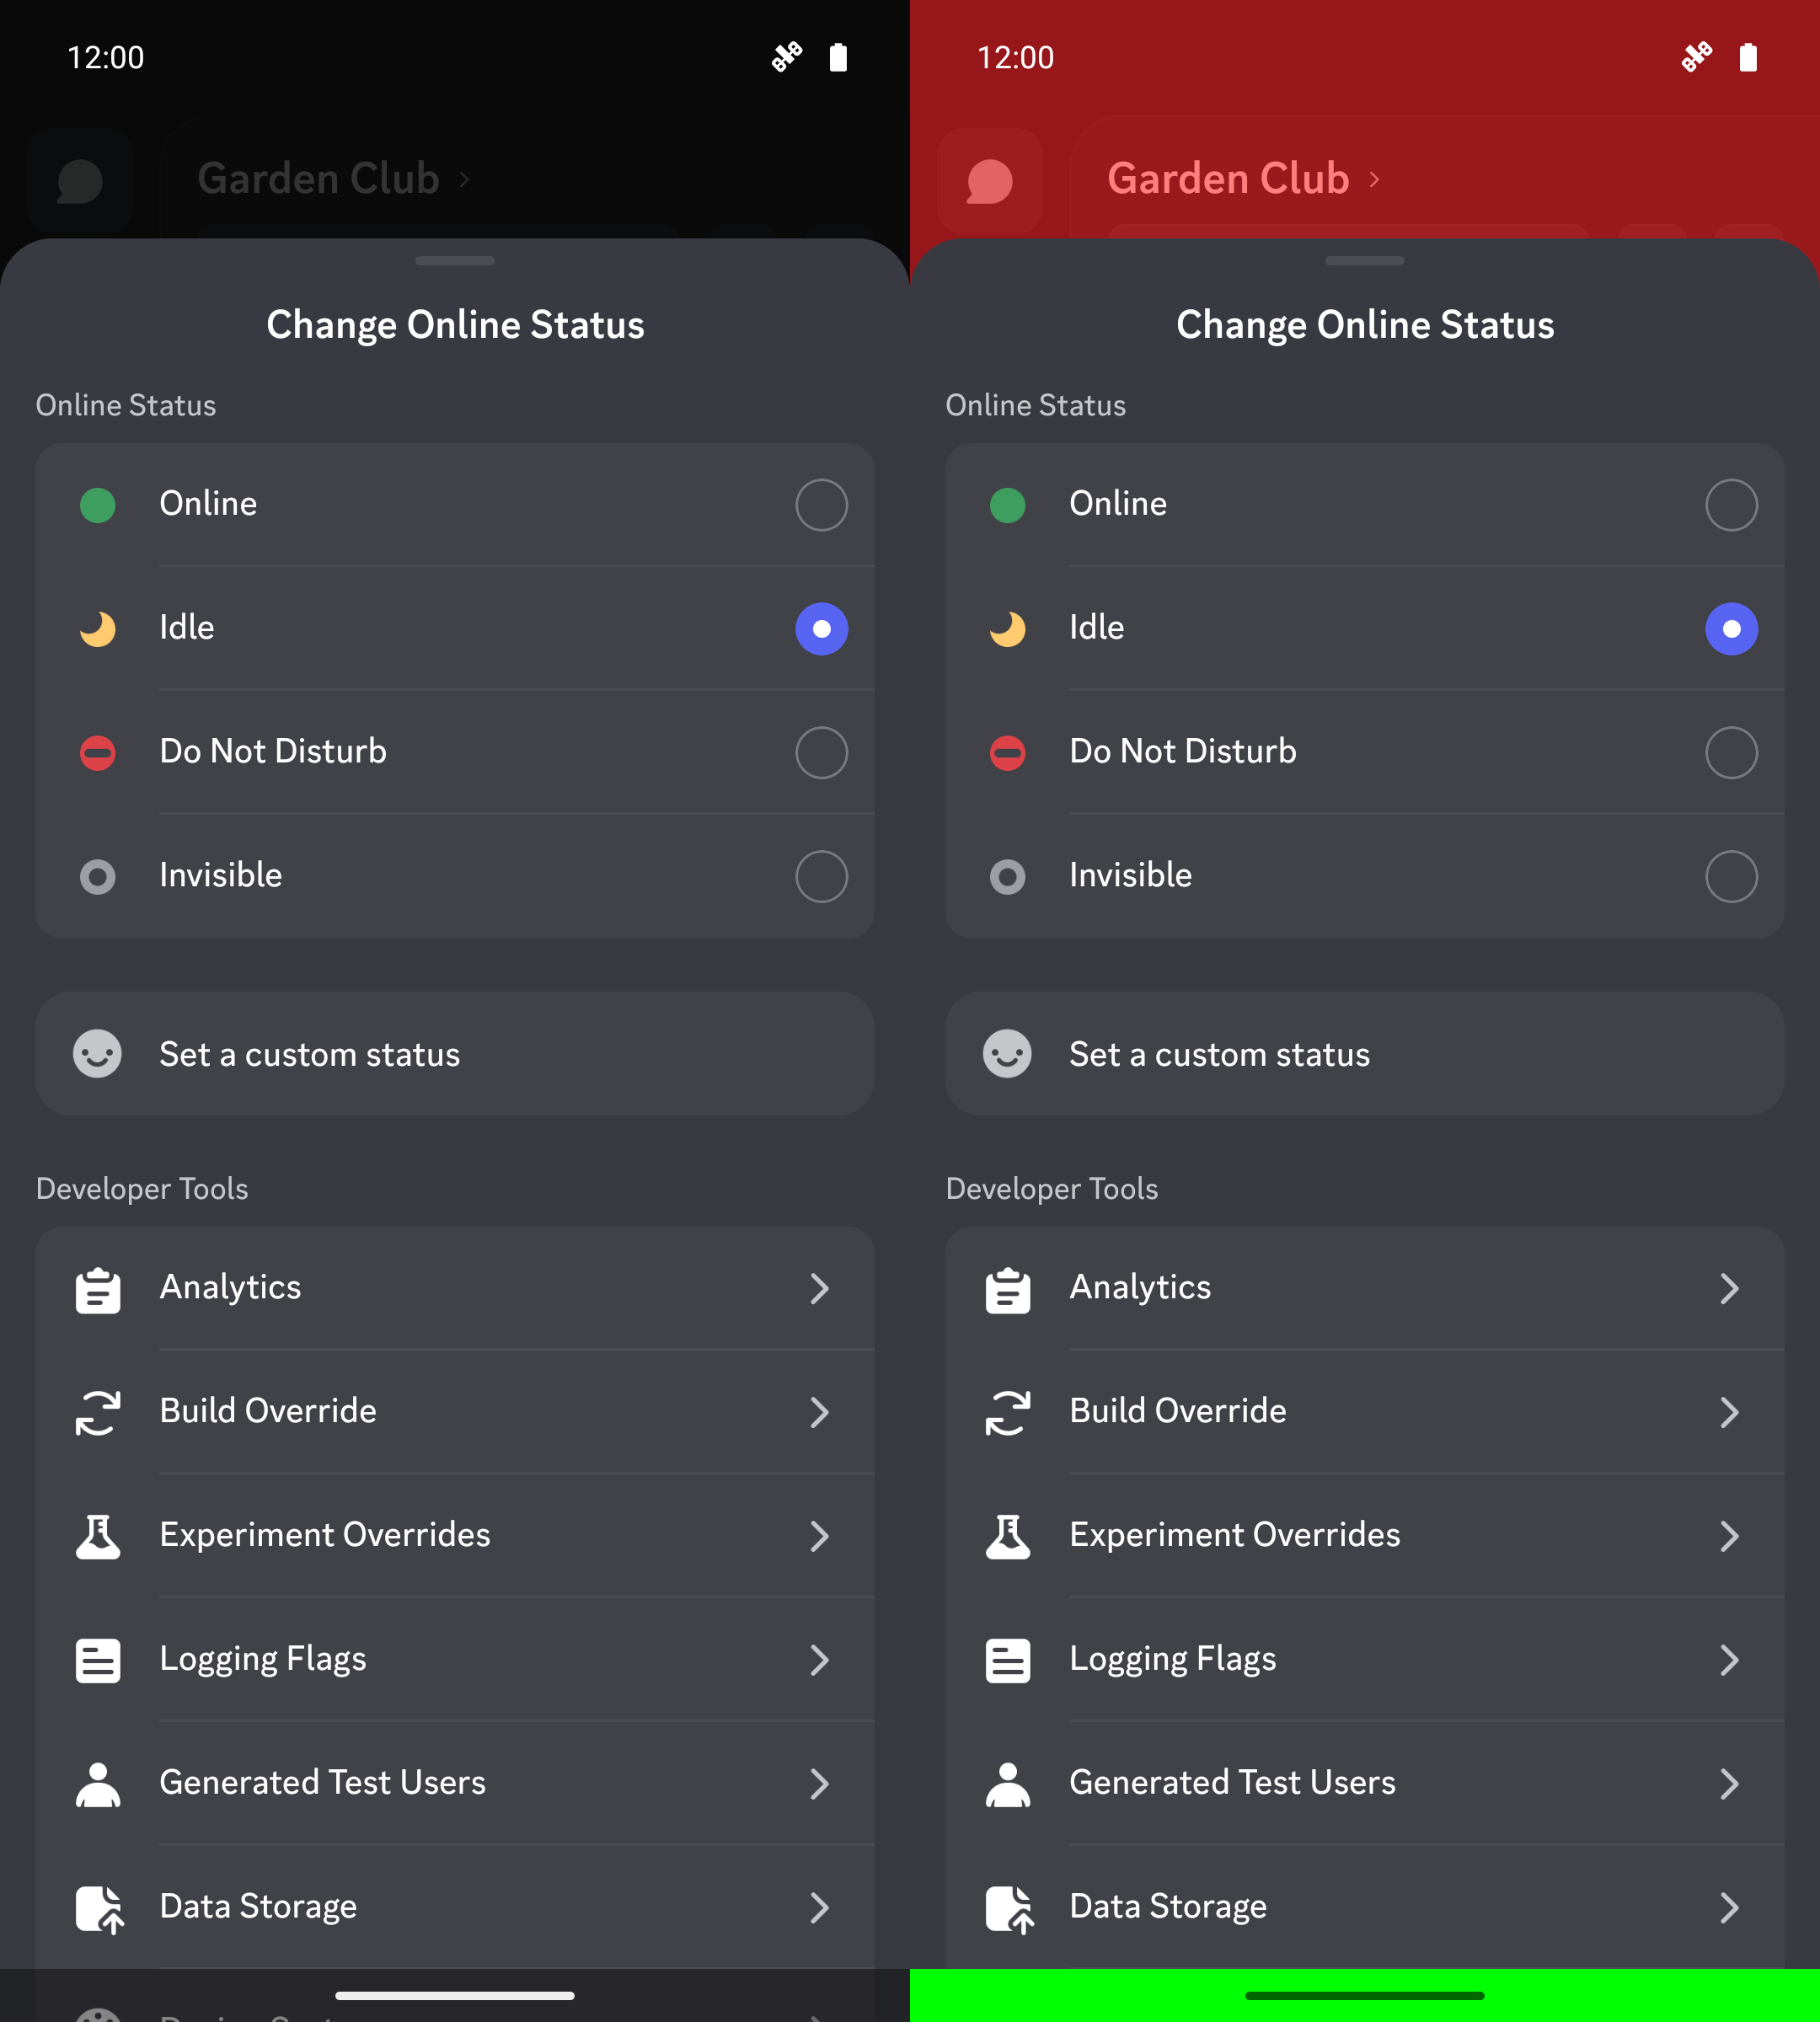 12:00
Garden Club
Change Online Status
Online Status
Online
Idle
Do Not Disturb
Invisible
Set a custom status
Developer Tools
Analytics
Build Override
Experiment Overrides
Logging Flags
Generated Test Users
Data Storage
12:00
Garden Club
Change Online Status
Online Status
Online
Idle
Do Not Disturb
Invisible
Set a custom status
Developer Tools
Analytics
Build Override
Experiment Overrides
Logging Flags
Generated Test Users
Data Storage